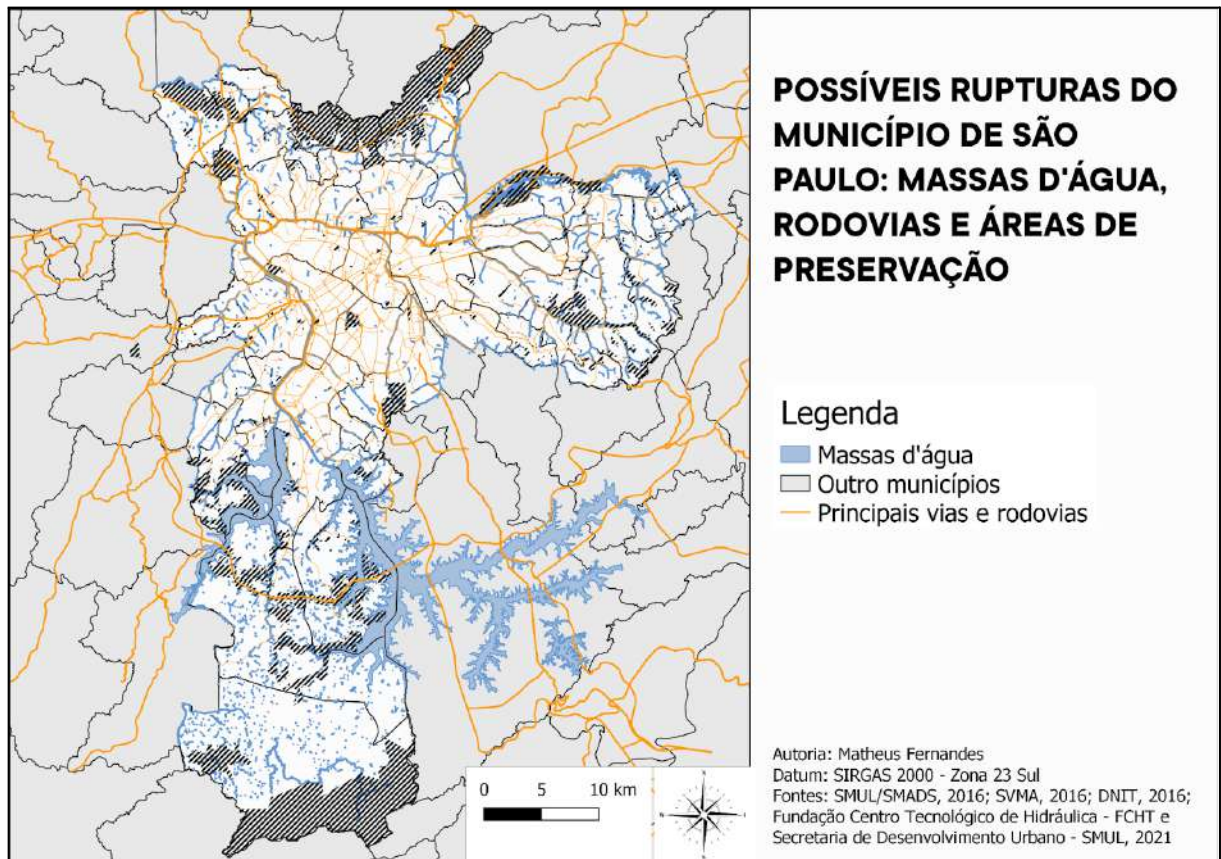 POSSÍVEIS RUPTURAS DO
MUNICÍPIO DE SÃO
PAULO: MASSAS D'ÁGUA,
RODOVIAS E ÁREAS DE
PRESERVAÇÃO
Legenda
Massas d'água
Outro municípios
Principais vias e rodovias
0 5 10 km
N
Autoria: Matheus Fernandes
Datum: SIRGAS 2000 - Zona 23 Sul
Fontes: SMUL/SMADS, 2016; SVMA, 2016; DNIT, 2016;
Fundação Centro Tecnológico de Hidráulica - FCHT e
Secretaria de Desenvolvimento Urbano - SMUL, 2021